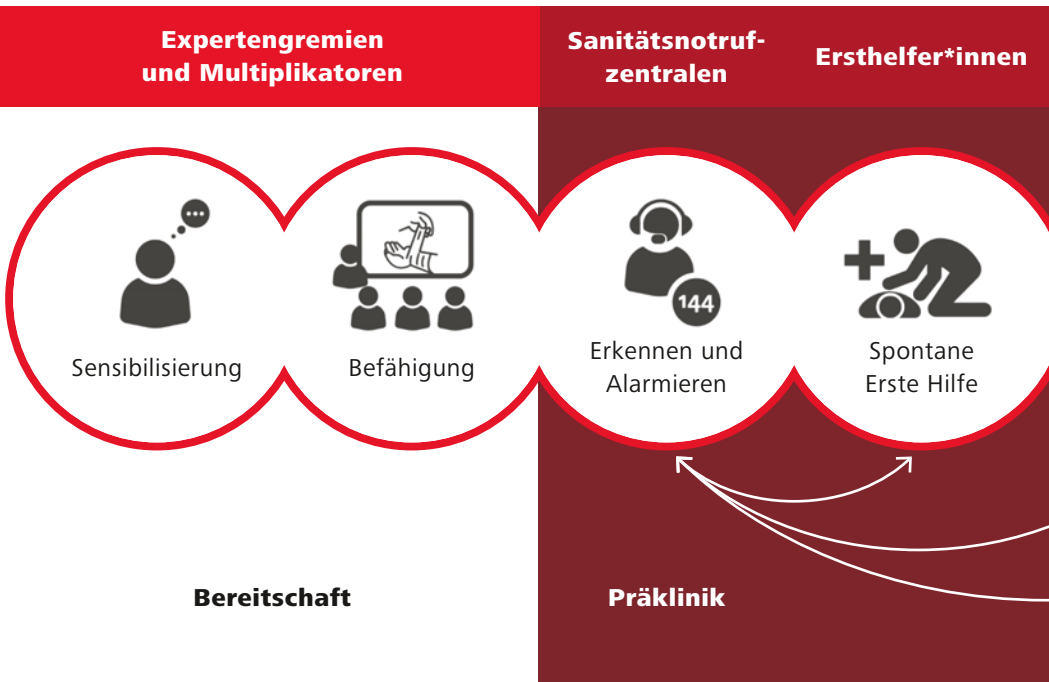 Expertengremien
und Multiplikatoren
Sanitätsnotruf-
zentralen
Ersthelfer*innen
Sensibilisierung
Befähigung
144
Erkennen und
Alarmieren
Spontane
Erste Hilfe
Bereitschaft
Präklinik